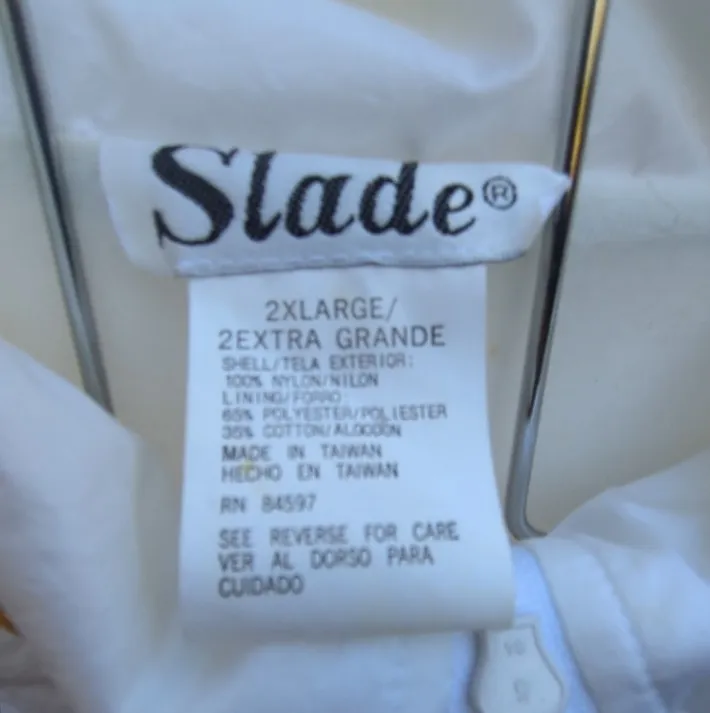 Slade®
2XLARGE/
2EXTRA GRANDE
SHELL/TELA EXTERIOR:
100% NYLON/NILON
LINING/FORRO:
65% POLYESTER/POLIESTER
35% COTTON/ALGODON
MADE IN TAIWAN
HECHO EN TAIWAN
RN 84597
SEE REVERSE FOR CARE
VER AL DORSO PARA
CUIDADO